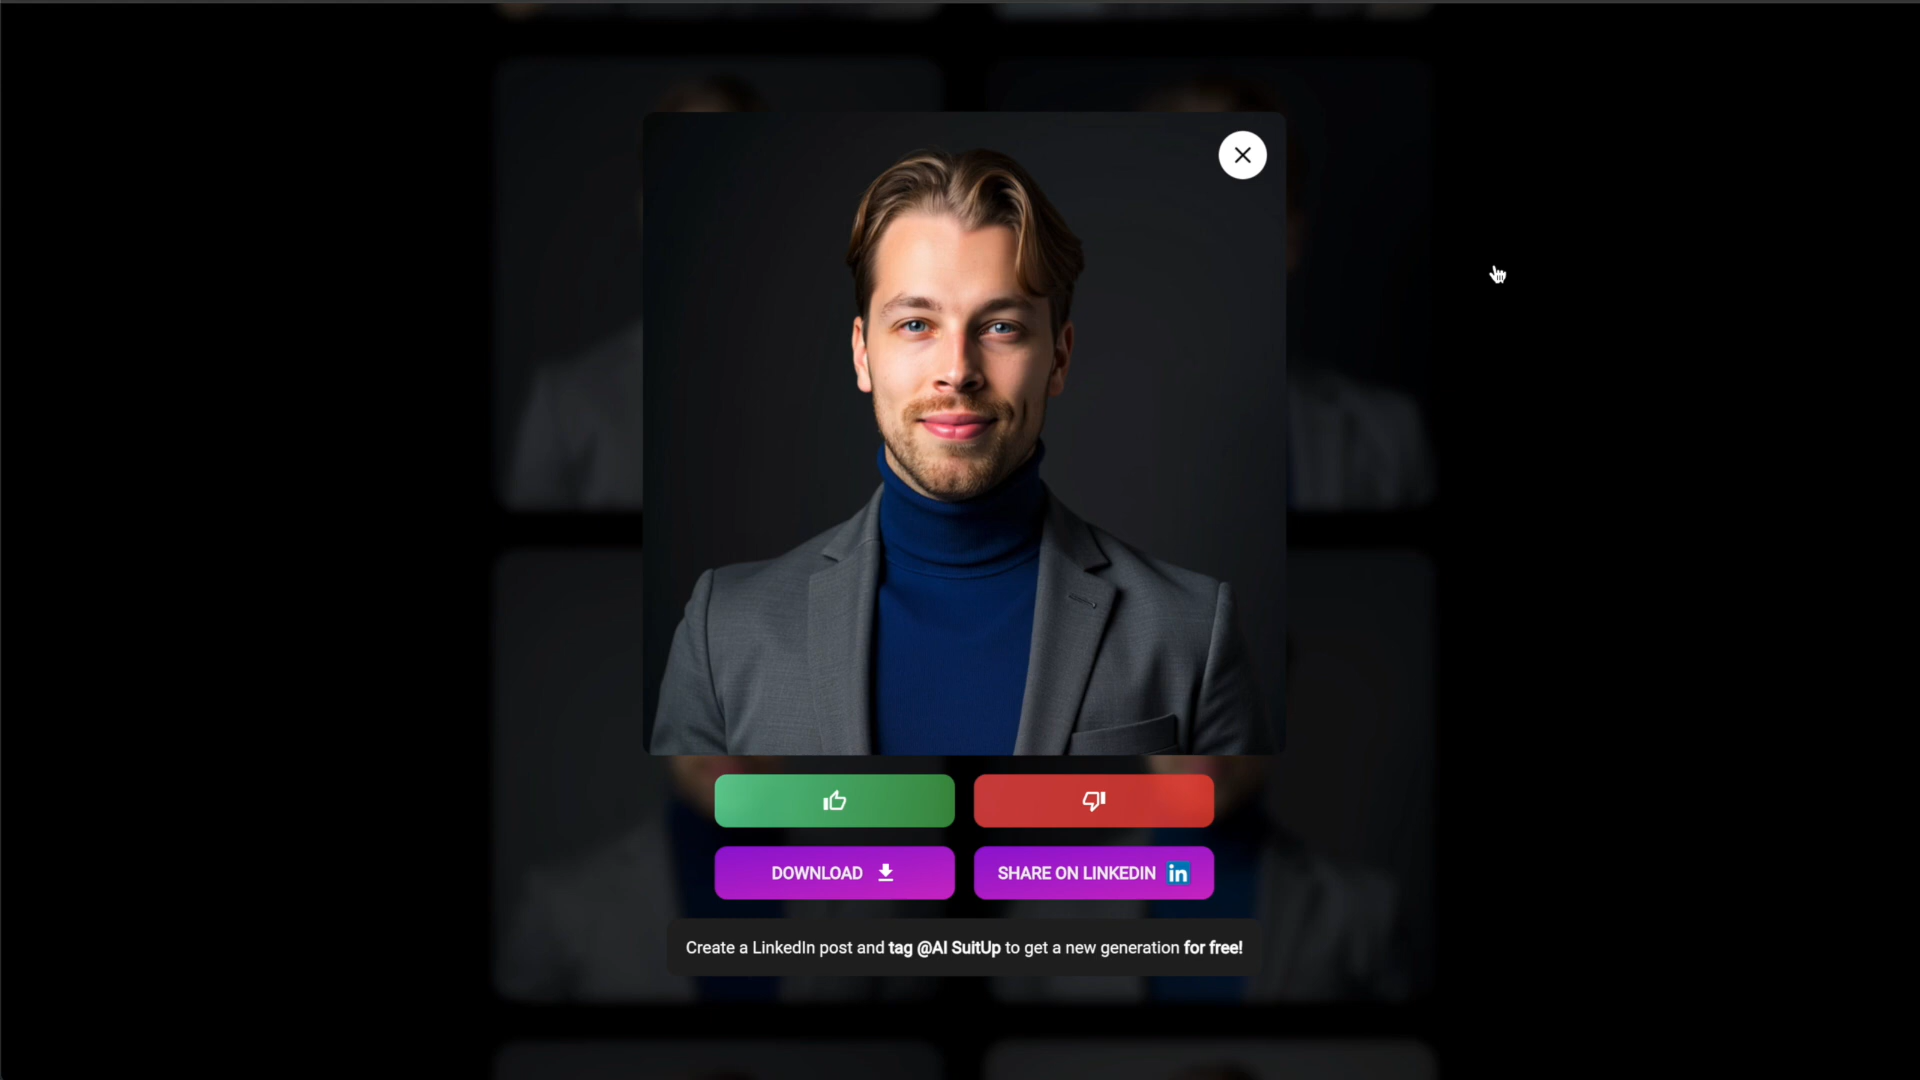 DOWNLOAD
SHARE ON LINKEDIN in
Create a LinkedIn post and tag @AI SuitUp to get a new generation for free!